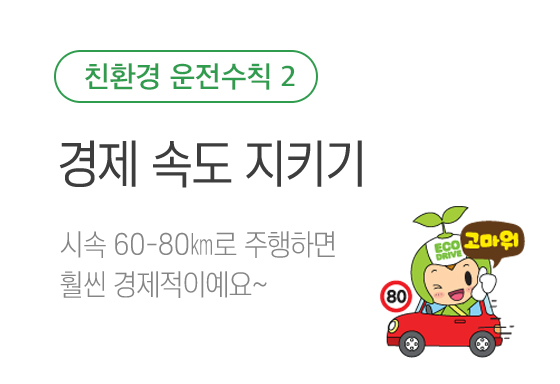 친환경 운전수칙 2
경제 속도 지키기
시속 60-80㎞로 주행하면
훨씬 경제적이예요~
고마워
ECO
DRIVE
80